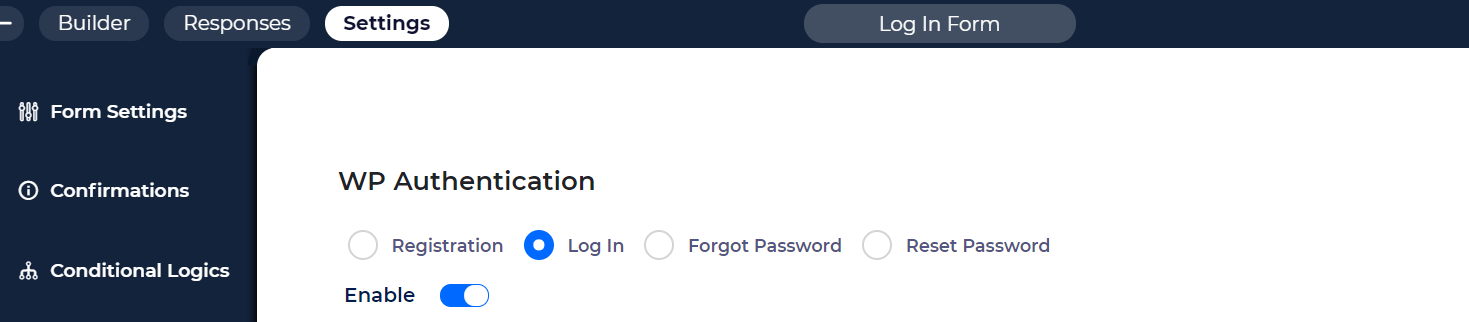 Builder Responses Settings Log In Form
Form Settings
Confirmations
Conditional Logics
WP Authentication
Registration Log In Forgot Password Reset Password
Enable